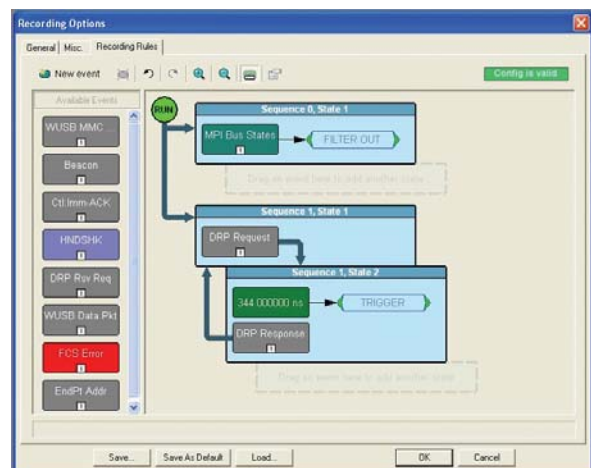 Recording Options
General
Misc.
Recording Rules
New event
Config is valid
Available Events
WUSB MMC ...
Beacon
Ctl:Imm-ACK
HNDSHK
DRP Rsv Req
WUSB Data Pkt
FCS Error
EndPt Addr
RUN
Sequence 0, State 1
MPI Bus States
FILTER OUT
Drag an event here to add another state
Sequence 1, State 1
DRP Request
Sequence 1, State 2
344 000000 ns
TRIGGER
DRP Response
Drag an event here to add another state
Save...
Save As Default
Load...
OK
Cancel